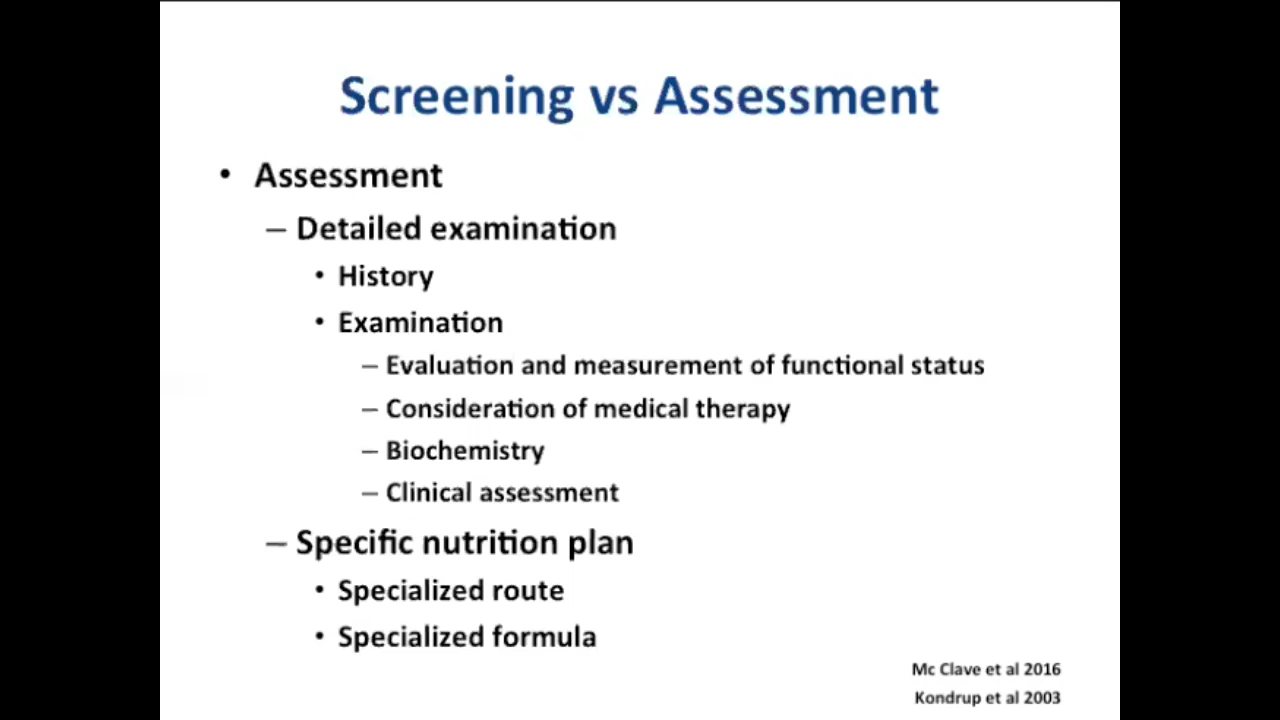 Screening vs Assessment
• Assessment
– Detailed examination
• History
• Examination
– Evaluation and measurement of functional status
– Consideration of medical therapy
– Biochemistry
– Clinical assessment
– Specific nutrition plan
• Specialized route
• Specialized formula
Mc Clave et al 2016
Kondrup et al 2003